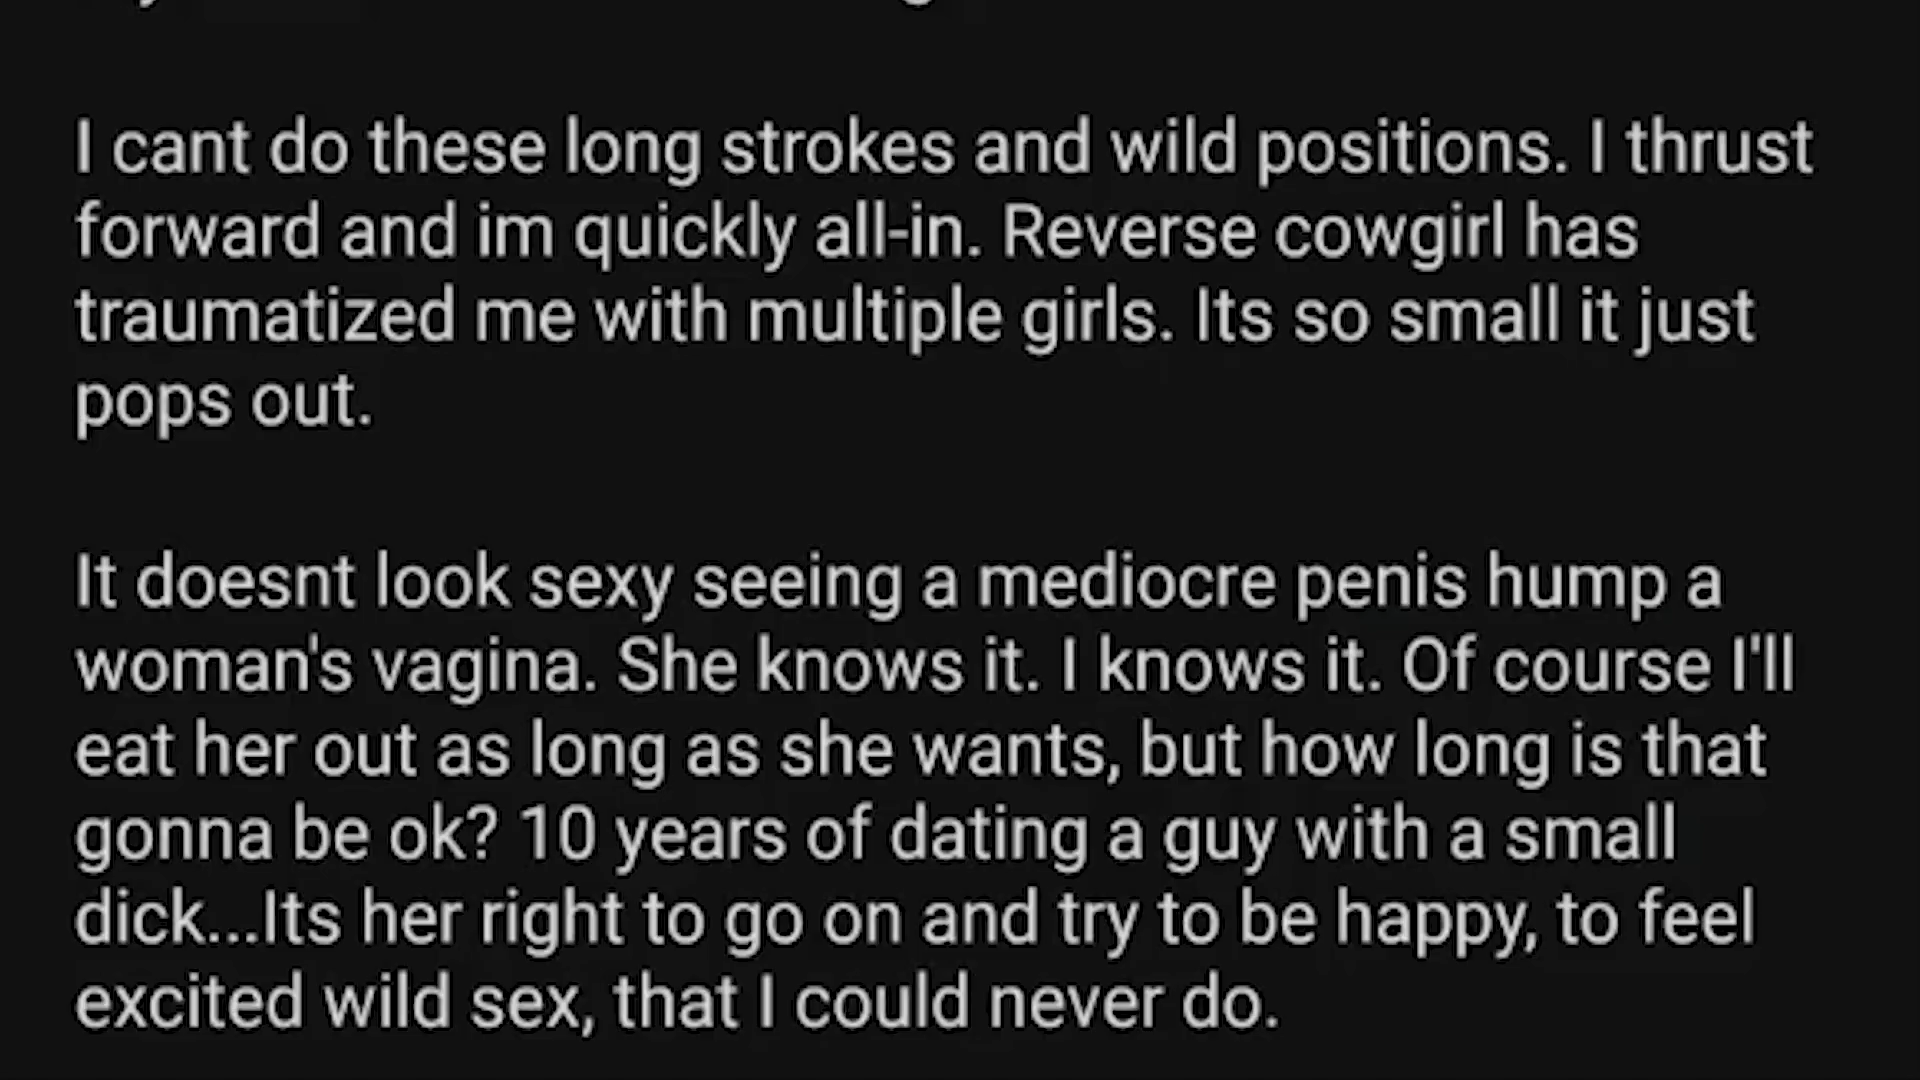 I cant do these long strokes and wild positions. I thrust
forward and im quickly all-in. Reverse cowgirl has
traumatized me with multiple girls. Its so small it just
pops out.
It doesnt look sexy seeing a mediocre penis hump a
woman's vagina. She knows it. I knows it. Of course I'll
eat her out as long as she wants, but how long is that
gonna be ok? 10 years of dating a guy with a small
dick...Its her right to go on and try to be happy, to feel
excited wild sex, that I could never do.